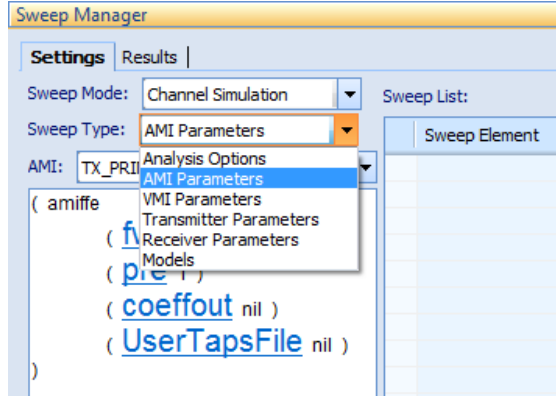 Sweep Manager
Settings Results
Sweep Mode: Channel Simulation
Sweep List:
Sweep Type: AMI Parameters
Sweep Element
AMI:
Analysis Options
AMI Parameters
VMI Parameters
Transmitter Parameters
Receiver Parameters
Models
( amiffe
(
( pre
( coeffout nil )
( UserTapsFile nil )
)